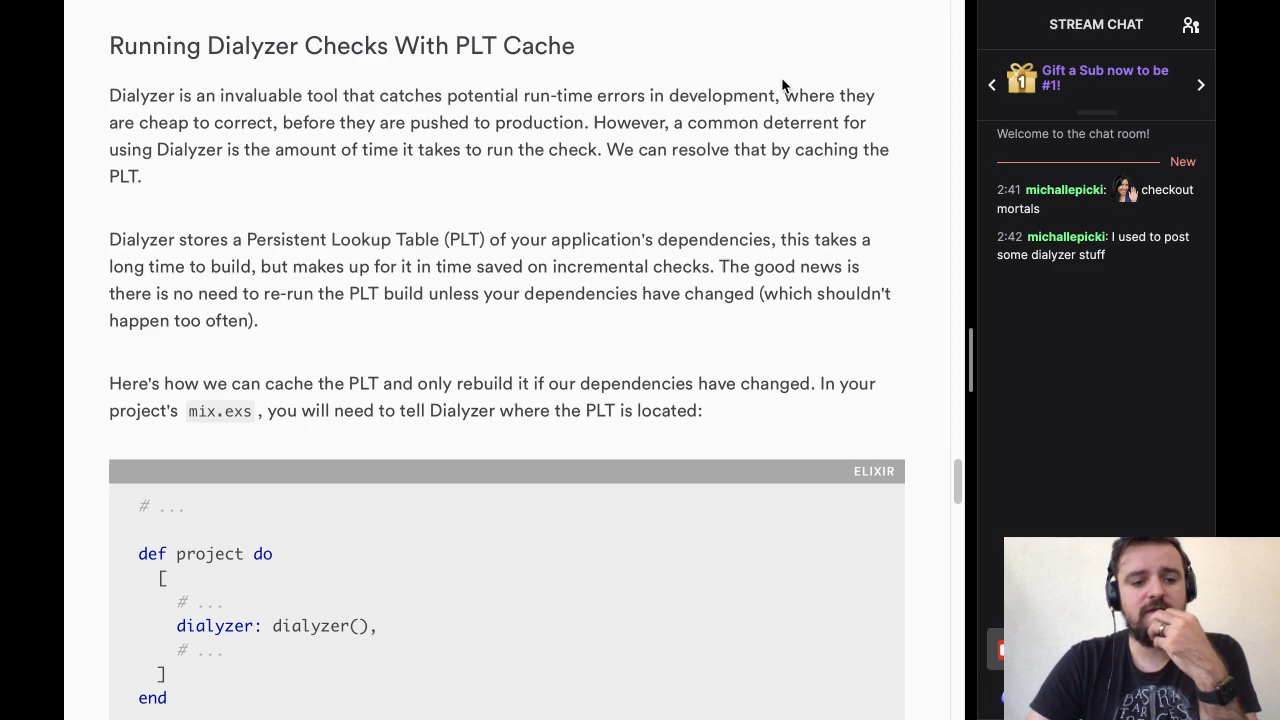 Running Dialyzer Checks With PLT Cache
Dialyzer is an invaluable tool that catches potential run-time errors in development, where they
are cheap to correct, before they are pushed to production. However, a common deterrent for
using Dialyzer is the amount of time it takes to run the check. We can resolve that by caching the
PLT.
Dialyzer stores a Persistent Lookup Table (PLT) of your application's dependencies, this takes a
long time to build, but makes up for it in time saved on incremental checks. The good news is
there is no need to re-run the PLT build unless your dependencies have changed (which shouldn't
happen too often).
Here's how we can cache the PLT and only rebuild it if our dependencies have changed. In your
project's mix.exs, you will need to tell Dialyzer where the PLT is located:
ELIXIR
# ...
def project do
[
# ...
dialyzer: dialyzer(),
# ...
]
end
STREAM CHAT
1
Gift a Sub now to be
#1!
Welcome to the chat room!
New
2:41 michallepicki: checkout
mortals
2:42 michallepicki: I used to post
some dialyzer stuff